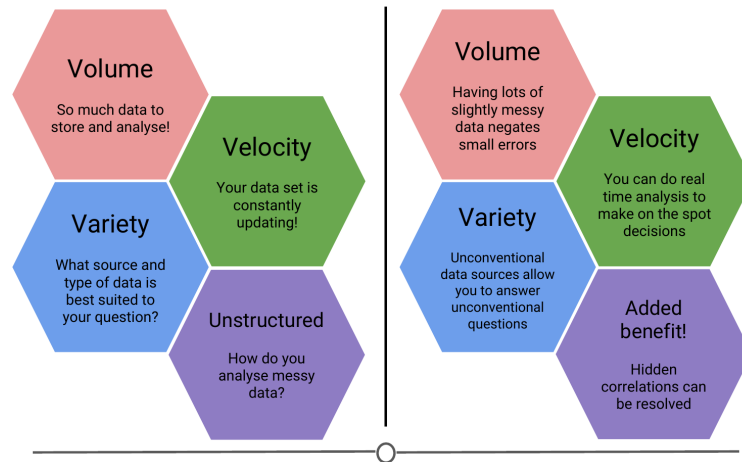 Volume
So much data to
store and analyse!
Velocity
Your data set is
constantly
updating!
Variety
What source and
type of data is
best suited to
your question?
Unstructured
How do you
analyse messy
data?
Volume
Having lots of
slightly messy
data negates
small errors
Velocity
You can do real
time analysis to
make on the spot
decisions
Variety
Unconventional
data sources allow
you to answer
unconventional
questions
Added
benefit!
Hidden
correlations can
be resolved